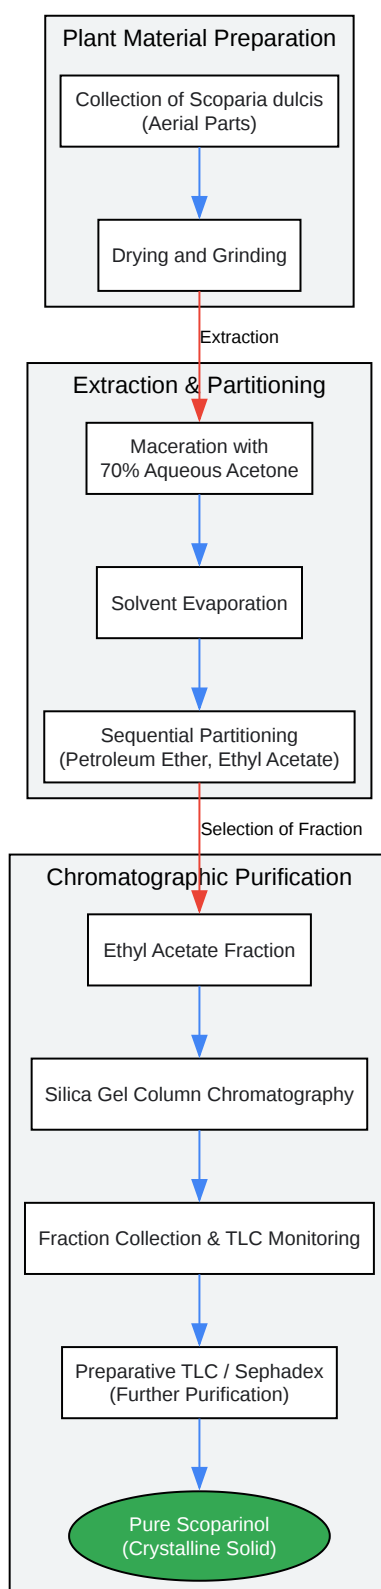 Plant Material Preparation
Collection of Scoparia dulcis
(Aerial Parts)
Drying and Grinding
Extraction
Extraction & Partitioning
Maceration with
70% Aqueous Acetone
Solvent Evaporation
Sequential Partitioning
(Petroleum Ether, Ethyl Acetate)
Selection of Fraction
Chromatographic Purification
Ethyl Acetate Fraction
Silica Gel Column Chromatography
Fraction Collection & TLC Monitoring
Preparative TLC / Sephadex
(Further Purification)
Pure Scoparinol
(Crystalline Solid)